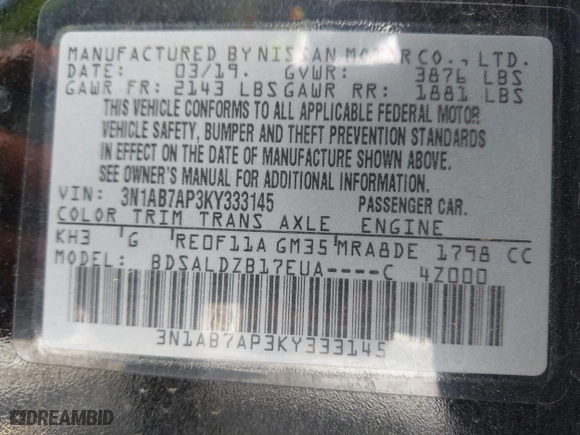 MANUFACTURED BY NISSAN MOTOR CO., LTD.
DATE: 03/19. GVWR: 3876 LBS
GAWR FR: 2143 LBS GAWR RR: 1881 LBS
THIS VEHICLE CONFORMS TO ALL APPLICABLE FEDERAL MOTOR
VEHICLE SAFETY, BUMPER AND THEFT PREVENTION STANDARDS
IN EFFECT ON THE DATE OF MANUFACTURE SHOWN ABOVE.
SEE OWNER'S MANUAL FOR ADDITIONAL INFORMATION.
VIN: 3N1AB7AP3KY333145 PASSENGER CAR.
COLOR TRIM TRANS AXLE ENGINE
KH3 G RE0F11A GM35 MRA8DE 1798 CC
MODEL: BDSALDZB17EUA----C 4Z000
3N1AB7AP3KY333145
DREAMBID